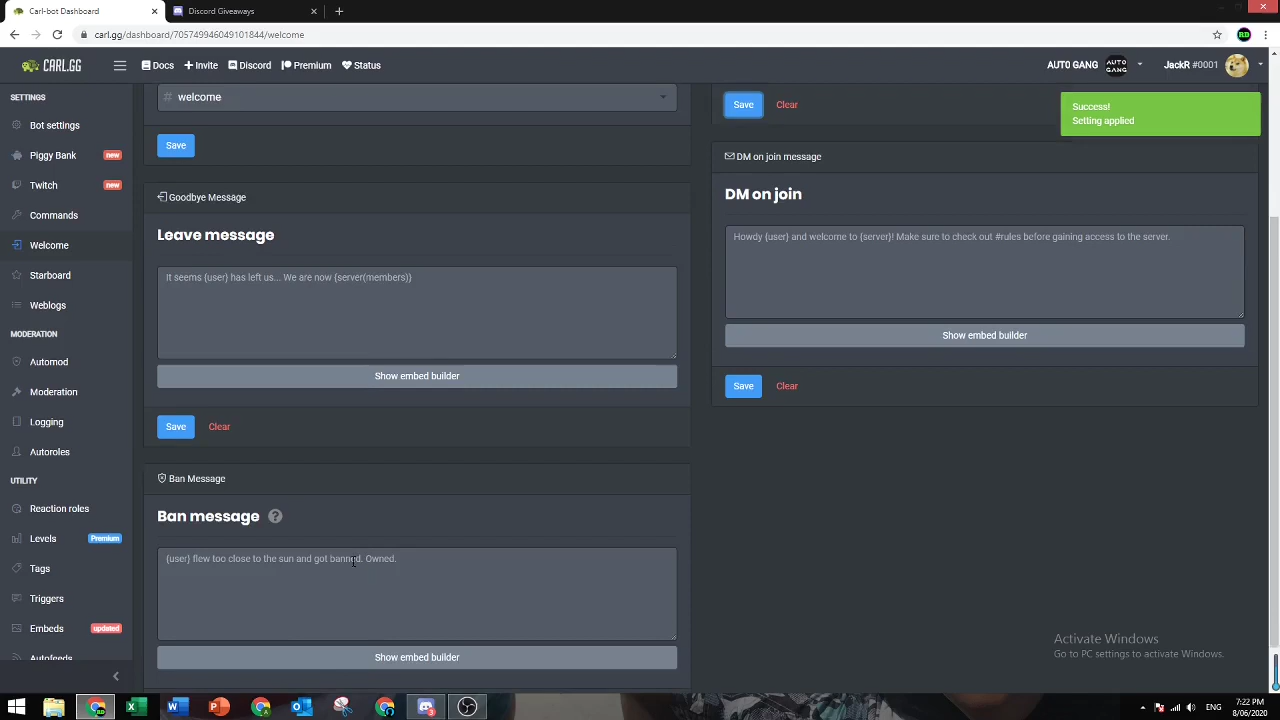 Carl-bot Dashboard
Discord Giveaways
carl.gg/dashboard/705749946049101844/welcome
CARL.GG
Docs
Invite
Discord
Premium
Status
AUT0 GANG
AUTO GANG
JackR #0001
SETTINGS
Bot settings
Piggy Bank new
Twitch new
Commands
Welcome
Starboard
Weblogs
MODERATION
Automod
Moderation
Logging
Autoroles
UTILITY
Reaction roles
Levels Premium
Tags
Triggers
Embeds updated
Autofeeds
# welcome
Save
Goodbye Message
Leave message
It seems {user} has left us... We are now {server(members)}
Show embed builder
Save Clear
Ban Message
Ban message ?
{user} flew too close to the sun and got banned. Owned.
Show embed builder
Save Clear
Success!
Setting applied
DM on join message
DM on join
Howdy {user} and welcome to {server}! Make sure to check out #rules before gaining access to the server.
Show embed builder
Save Clear
Activate Windows
Go to PC settings to activate Windows.
ENG
7:22 PM
8/06/2020